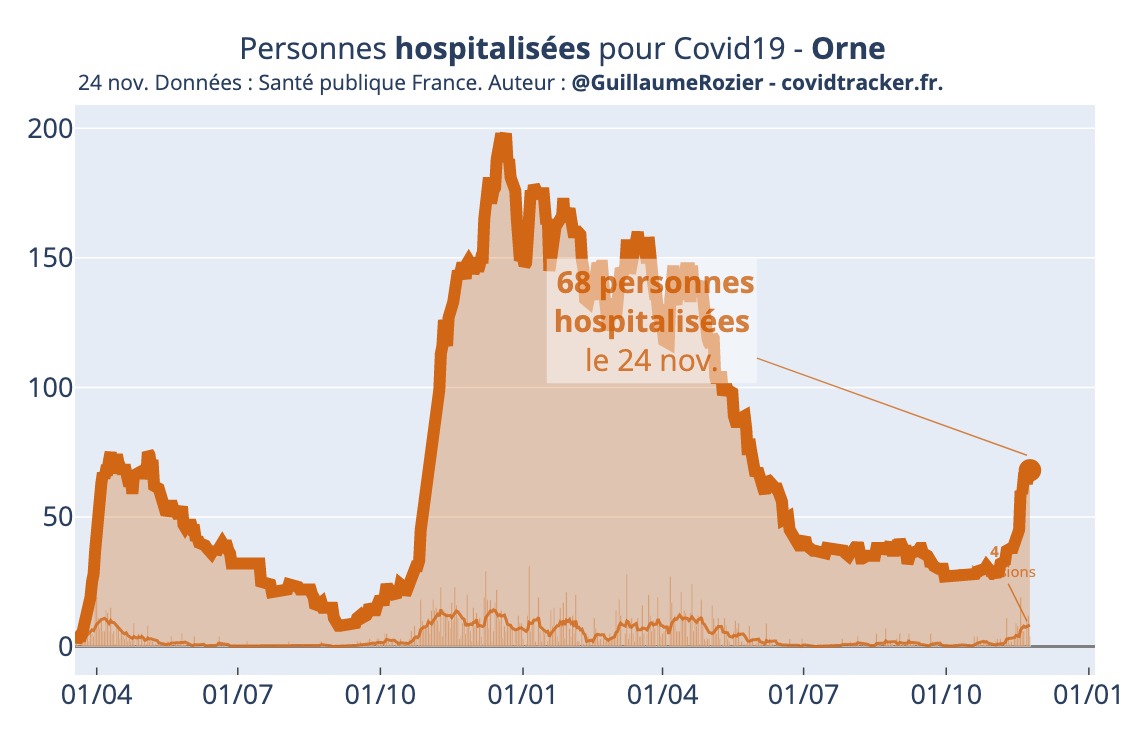 Personnes hospitalisées pour Covid19 - Orne
24 nov. Données : Santé publique France. Auteur : @GuillaumeRozier - covidtracker.fr.
200
150
100
50
0
68 personnes
hospitalisées
le 24 nov.
4
ions
01/04 01/07 01/10 01/01 01/04 01/07 01/10 01/01